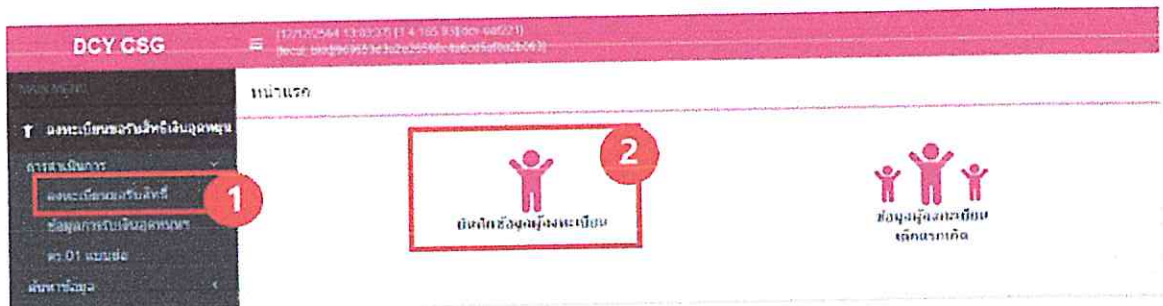 DCY CSG
หน้าแรก
ลงทะเบียนขอรับสิทธิ์เงินอุดหนุน
การดำเนินการ
ลงทะเบียนขอรับสิทธิ์
1
ข้อมูลการรับเงินอุดหนุนฯ
ดร.01 แบบย่อ
ค้นหาข้อมูล
2
บันทึกข้อมูลผู้ลงทะเบียน
ข้อมูลผู้ลงทะเบียน
เด็กแรกเกิด